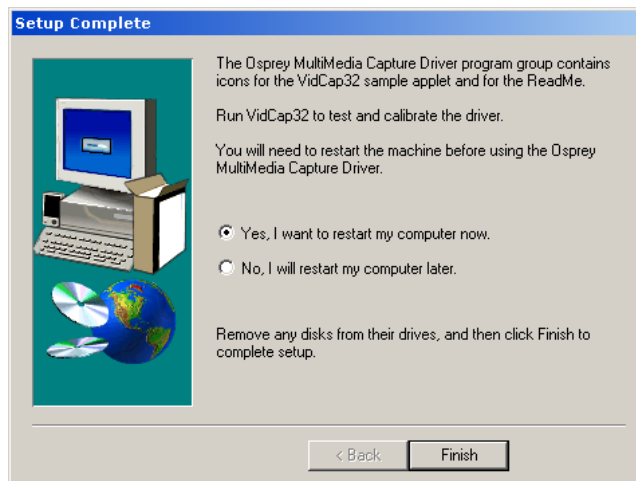 Setup Complete
The Osprey MultiMedia Capture Driver program group contains
icons for the VidCap32 sample applet and for the ReadMe.
Run VidCap32 to test and calibrate the driver.
You will need to restart the machine before using the Osprey
MultiMedia Capture Driver.
Yes, I want to restart my computer now.
No, I will restart my computer later.
Remove any disks from their drives, and then click Finish to
complete setup.
< Back
Finish